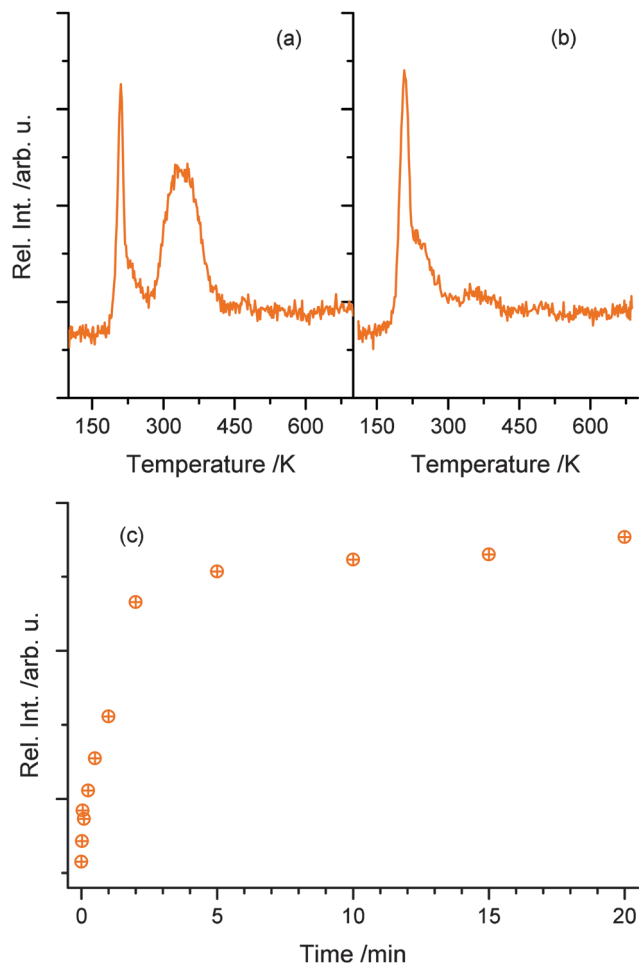 (a)
(b)
Rel. Int. /arb. u.
150 300 450 600
150 300 450 600
Temperature /K
Temperature /K
(c)
Rel. Int. /arb. u.
0 5 10 15 20
Time /min